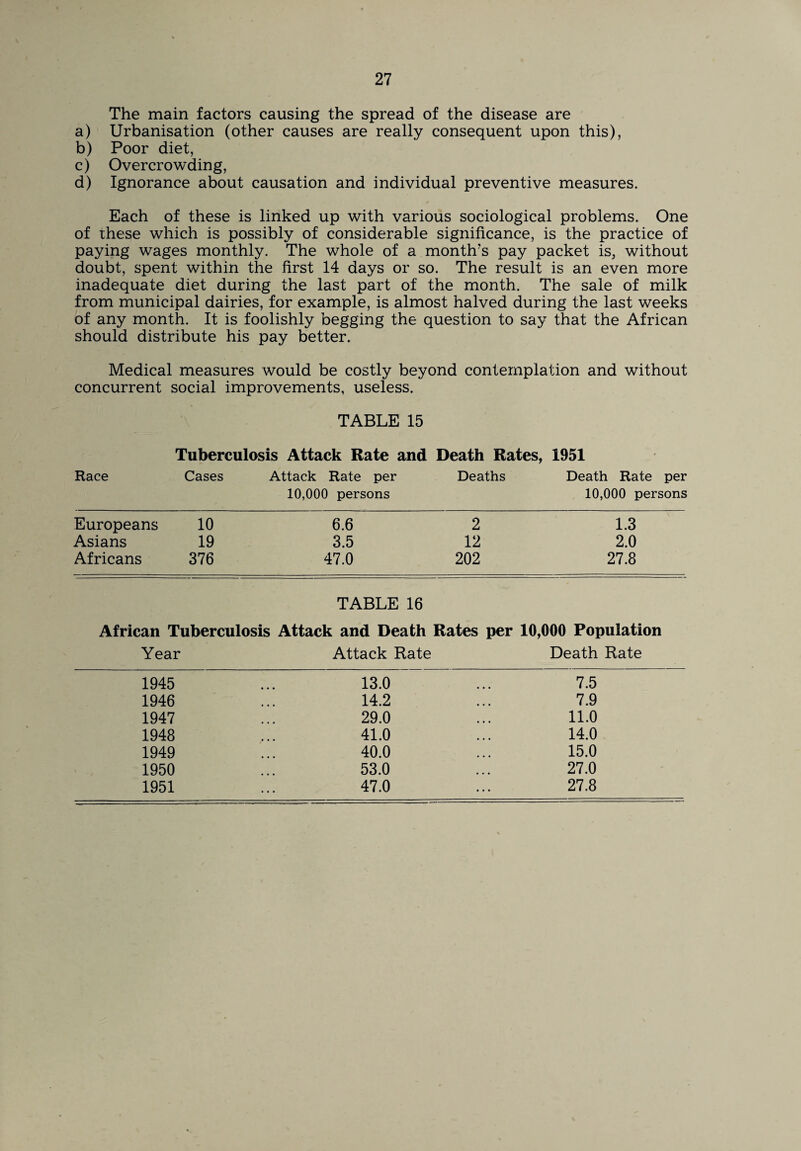 27
The main factors causing the spread of the disease are
a) Urbanisation (other causes are really consequent upon this),
b) Poor diet,
c) Overcrowding,
d) Ignorance about causation and individual preventive measures.
Each of these is linked up with various sociological problems. One
of these which is possibly of considerable significance, is the practice of
paying wages monthly. The whole of a month's pay packet is, without
doubt, spent within the first 14 days or so. The result is an even more
inadequate diet during the last part of the month. The sale of milk
from municipal dairies, for example, is almost halved during the last weeks
of any month. It is foolishly begging the question to say that the African
should distribute his pay better.
Medical measures would be costly beyond contemplation and without
concurrent social improvements, useless.
TABLE 15
Tuberculosis Attack Rate and Death Rates, 1951
Race Cases Attack Rate per Deaths Death Rate per
10,000 persons 10,000 persons
Europeans 10 6.6 2 1.3
Asians 19 3.5 12 2.0
Africans 376 47.0 202 27.8
TABLE 16
African Tuberculosis Attack and Death Rates per 10,000 Population
Year Attack Rate Death Rate
1945 ... 13.0 ... 7.5
1946 ... 14.2 ... 7.9
1947 ... 29.0 ... 11.0
1948 ... 41.0 ... 14.0
1949 ... 40.0 ... 15.0
1950 ... 53.0 ... 27.0
1951 ... 47.0 ... 27.8